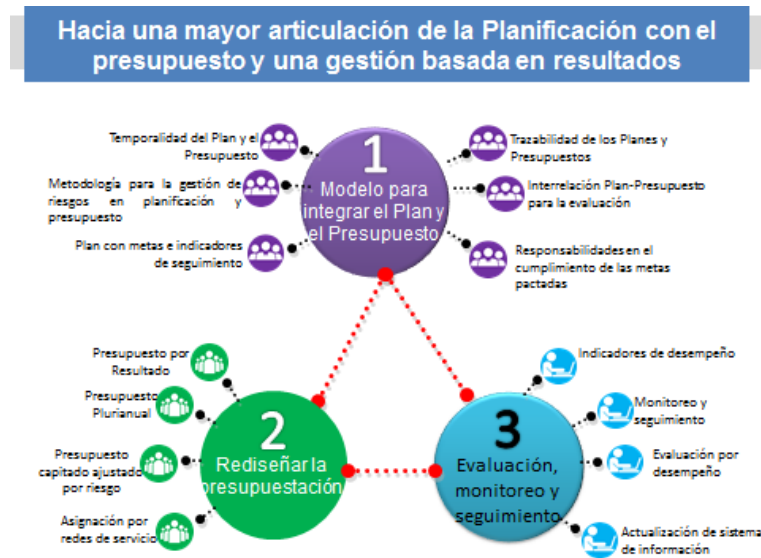 Hacia una mayor articulación de la Planificación con el
presupuesto y una gestión basada en resultados
1
Modelo para
integrar el Plan y
el Presupuesto
Temporalidad del Plan y el
Presupuesto
Metodología para la gestión de
riesgos en planificación y
presupuesto
Plan con metas e indicadores
de seguimiento
Trazabilidad de los Planes y
Presupuestos
Interrelación Plan-Presupuesto
para la evaluación
Responsabilidades en el
cumplimiento de las metas
pactadas
Presupuesto por
Resultado
Presupuesto
Plurianual
Presupuesto
capitado ajustado
por riesgo
Asignación por
redes de servicio
2
Rediseñar la
presupuestación
3
Evaluación,
monitoreo y
seguimiento
Indicadores de desempeño
Monitoreo y
seguimiento
Evaluación por
desempeño
Actualización de sistema
de información